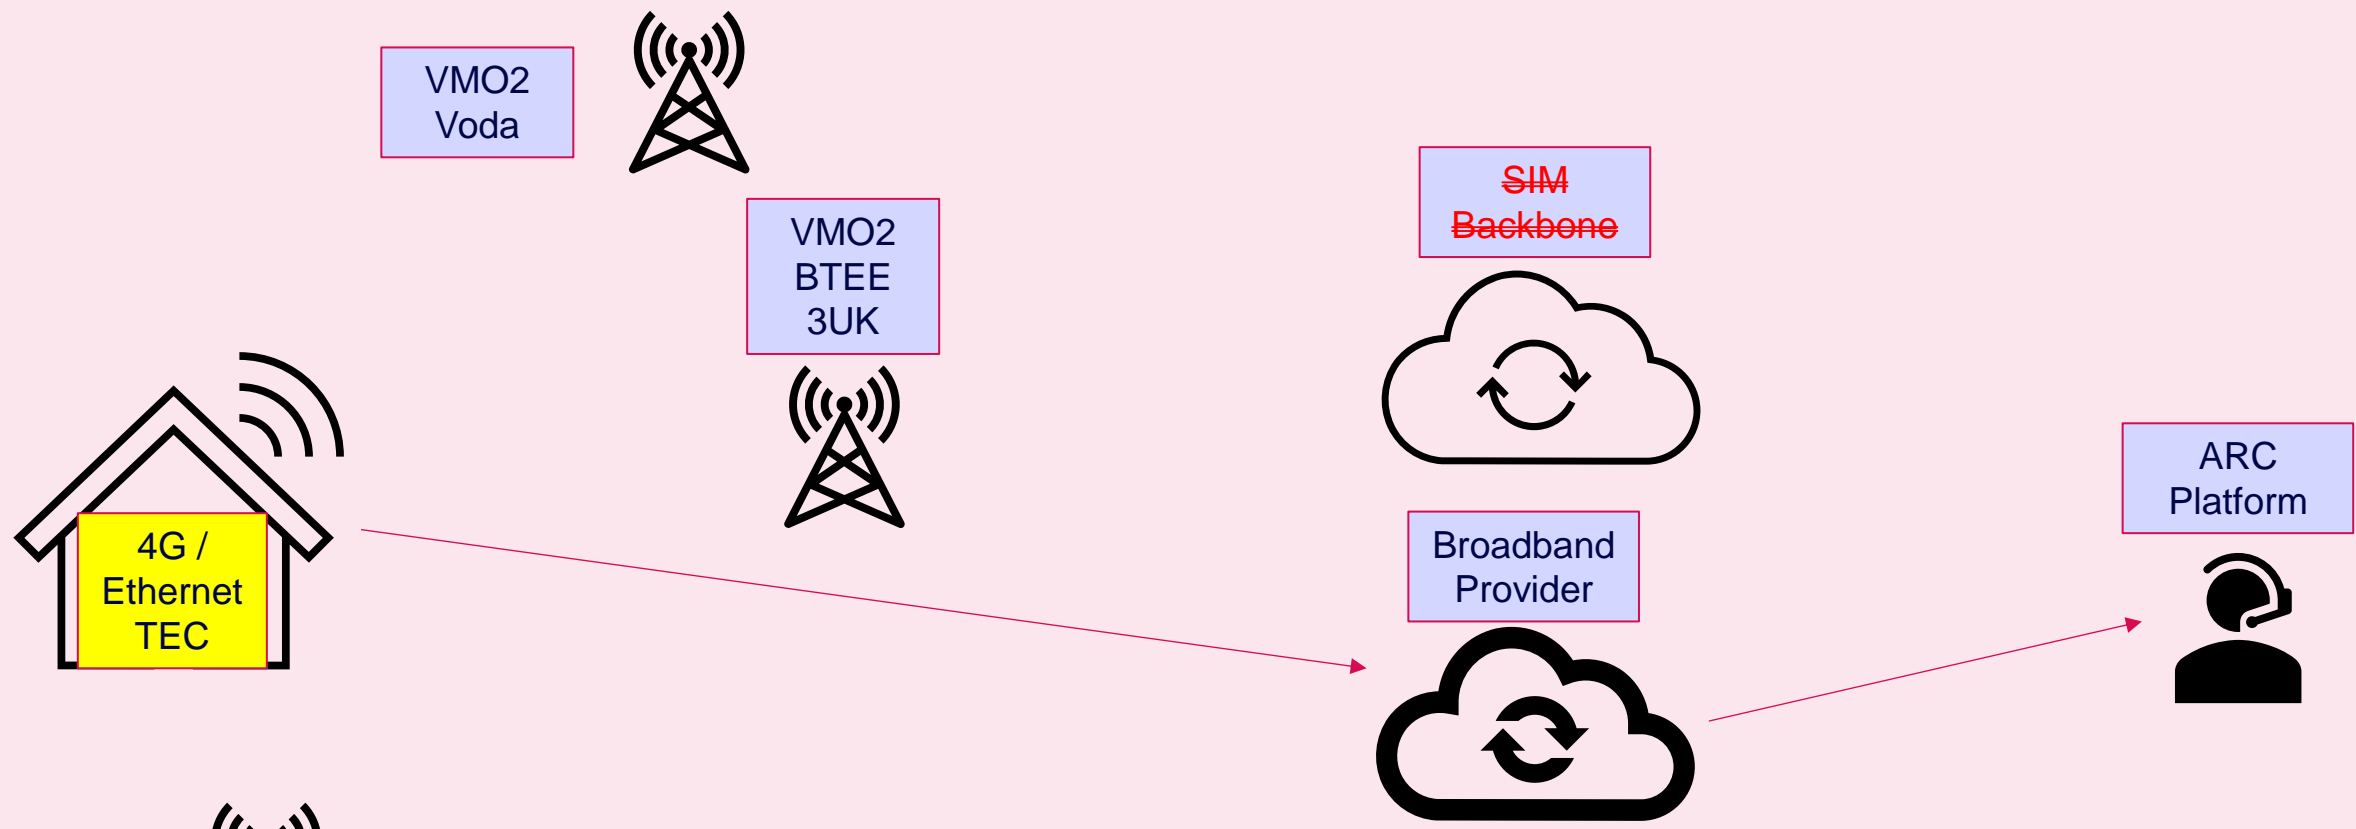 VMO2
Voda
VMO2
BTEE
3UK
SIM
Backbone
4G /
Ethernet
TEC
Broadband
Provider
ARC
Platform